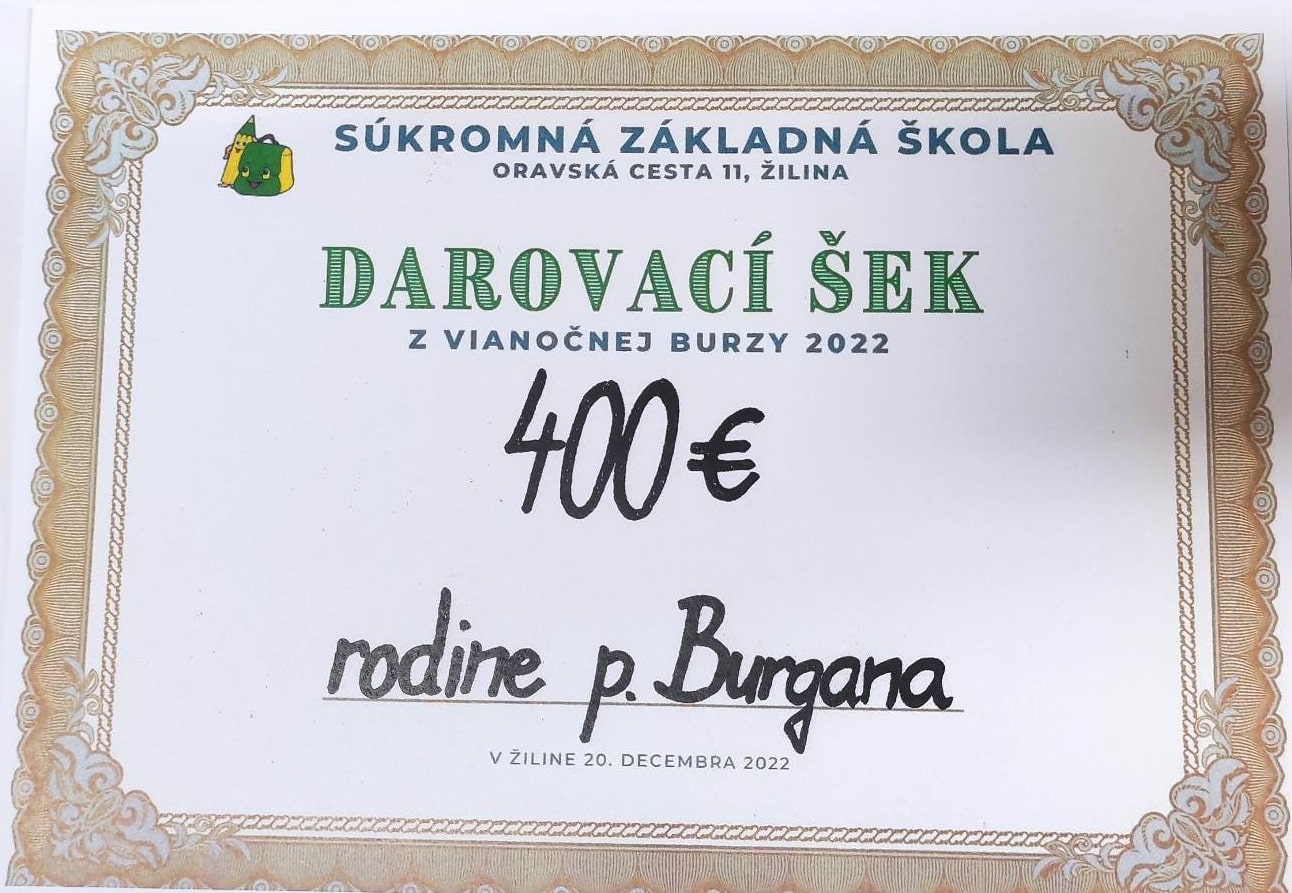 SÚKROMNÁ ZÁKLADNÁ ŠKOLA
ORAVSKÁ CESTA 11, ŽILINA
DAROVACÍ ŠEK
Z VIANOČNEJ BURZY 2022
400 €
rodine p. Burgana
V ŽILINE 20. DECEMBRA 2022